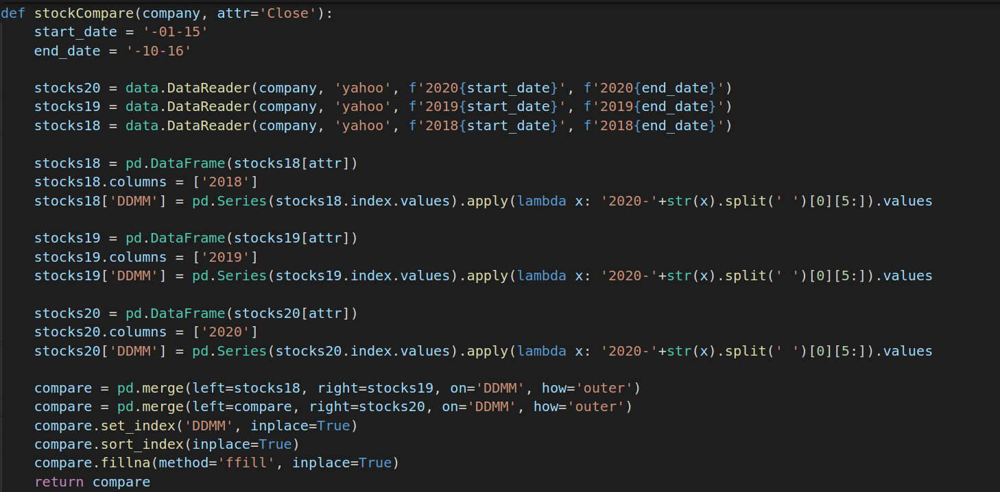 def stockCompare(company, attr='Close'):
    start_date = '-01-15'
    end_date = '-10-16'

    stocks20 = data.DataReader(company, 'yahoo', f'2020{start_date}', f'2020{end_date}')
    stocks19 = data.DataReader(company, 'yahoo', f'2019{start_date}', f'2019{end_date}')
    stocks18 = data.DataReader(company, 'yahoo', f'2018{start_date}', f'2018{end_date}')

    stocks18 = pd.DataFrame(stocks18[attr])
    stocks18.columns = ['2018']
    stocks18['DDMM'] = pd.Series(stocks18.index.values).apply(lambda x: '2020-'+str(x).split(' ')[0][5:]).values

    stocks19 = pd.DataFrame(stocks19[attr])
    stocks19.columns = ['2019']
    stocks19['DDMM'] = pd.Series(stocks19.index.values).apply(lambda x: '2020-'+str(x).split(' ')[0][5:]).values

    stocks20 = pd.DataFrame(stocks20[attr])
    stocks20.columns = ['2020']
    stocks20['DDMM'] = pd.Series(stocks20.index.values).apply(lambda x: '2020-'+str(x).split(' ')[0][5:]).values

    compare = pd.merge(left=stocks18, right=stocks19, on='DDMM', how='outer')
    compare = pd.merge(left=compare, right=stocks20, on='DDMM', how='outer')
    compare.set_index('DDMM', inplace=True)
    compare.sort_index(inplace=True)
    compare.fillna(method='ffill', inplace=True)
    return compare